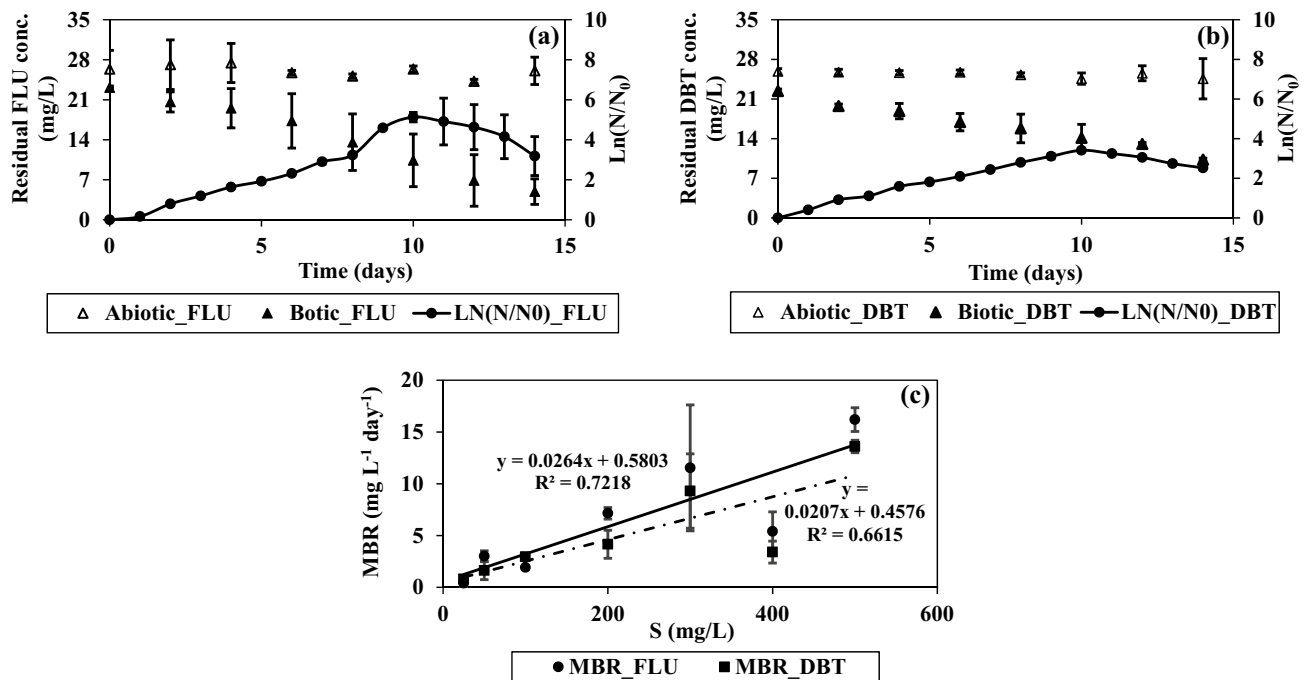 (a)
Residual FLU conc.
(mg/L)
35
28
21
14
7
0
10
8
6
4
2
0
Ln(N/N0)
0 5 10 15
Time (days)
Abiotic_FLU Botic_FLU LN(N/N0)_FLU
(b)
Residual DBT conc.
(mg/L)
35
28
21
14
7
0
10
8
6
4
2
0
Ln(N/N0)
0 5 10 15
Time (days)
Abiotic_DBT Biotic_DBT LN(N/N0)_DBT
(c)
MBR (mg L-1 day-1)
20
15
10
5
0
y = 0.0264x + 0.5803
R² = 0.7218
y =
0.0207x + 0.4576
R² = 0.6615
0 200 400 600
S (mg/L)
MBR_FLU MBR_DBT